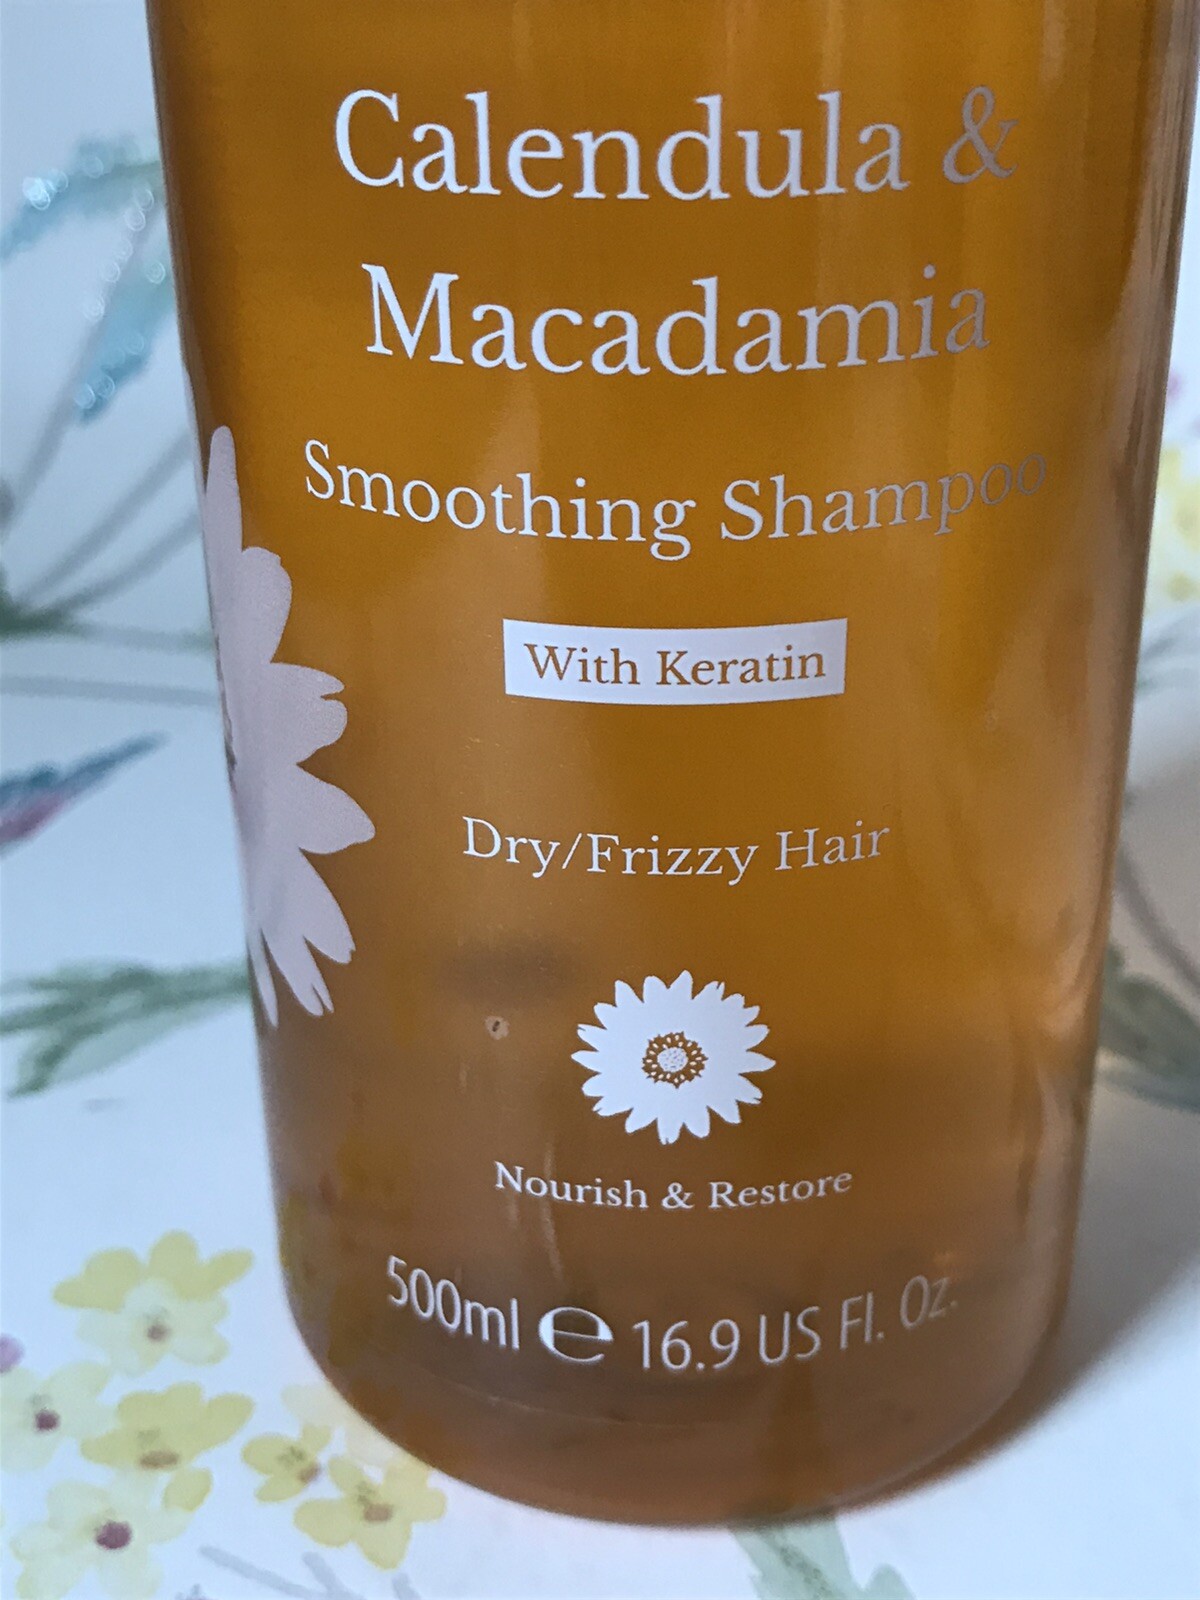 Calendula &
Macadamia
Smoothing Shampoo
With Keratin
Dry/Frizzy Hair
Nourish & Restore
500ml ℮ 16.9 US Fl. Oz.